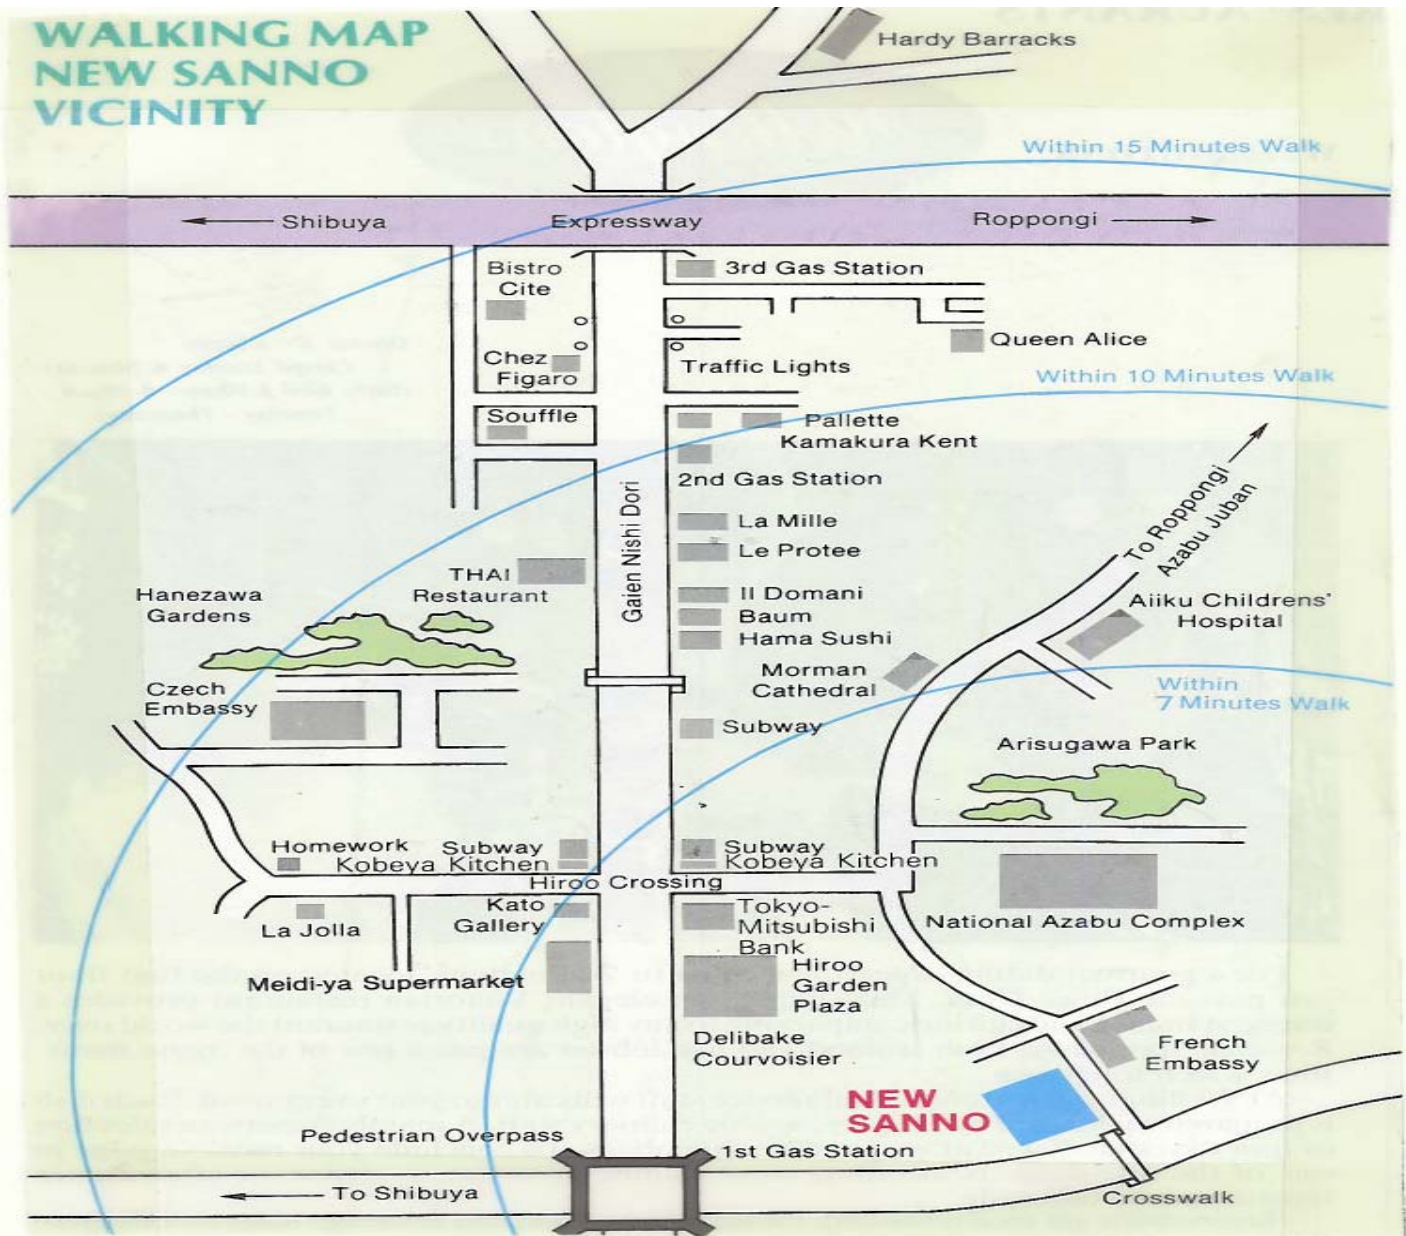 WALKING MAP
NEW SANNO
VICINITY
Hardy Barracks
Within 15 Minutes Walk
Shibuya
Expressway
Roppongi
Bistro
Cite
3rd Gas Station
Queen Alice
Chez
Figaro
Traffic Lights
Within 10 Minutes Walk
Souffle
Pallette
Kamakura Kent
2nd Gas Station
Gaien Nishi Dori
La Mille
Le Protee
To Roppongi
Azabu Juban
THAI
Restaurant
Hanezawa
Gardens
Il Domani
Baum
Hama Sushi
Aiiku Childrens'
Hospital
Morman
Cathedral
Within
7 Minutes Walk
Czech
Embassy
Subway
Arisugawa Park
Homework
Subway
Kobeya Kitchen
Subway
Kobeya Kitchen
Hiroo Crossing
Kato
Gallery
Tokyo-
Mitsubishi
Bank
National Azabu Complex
La Jolla
Meidi-ya Supermarket
Hiroo
Garden
Plaza
Delibake
Courvoisier
French
Embassy
NEW
SANNO
Pedestrian Overpass
1st Gas Station
To Shibuya
Crosswalk